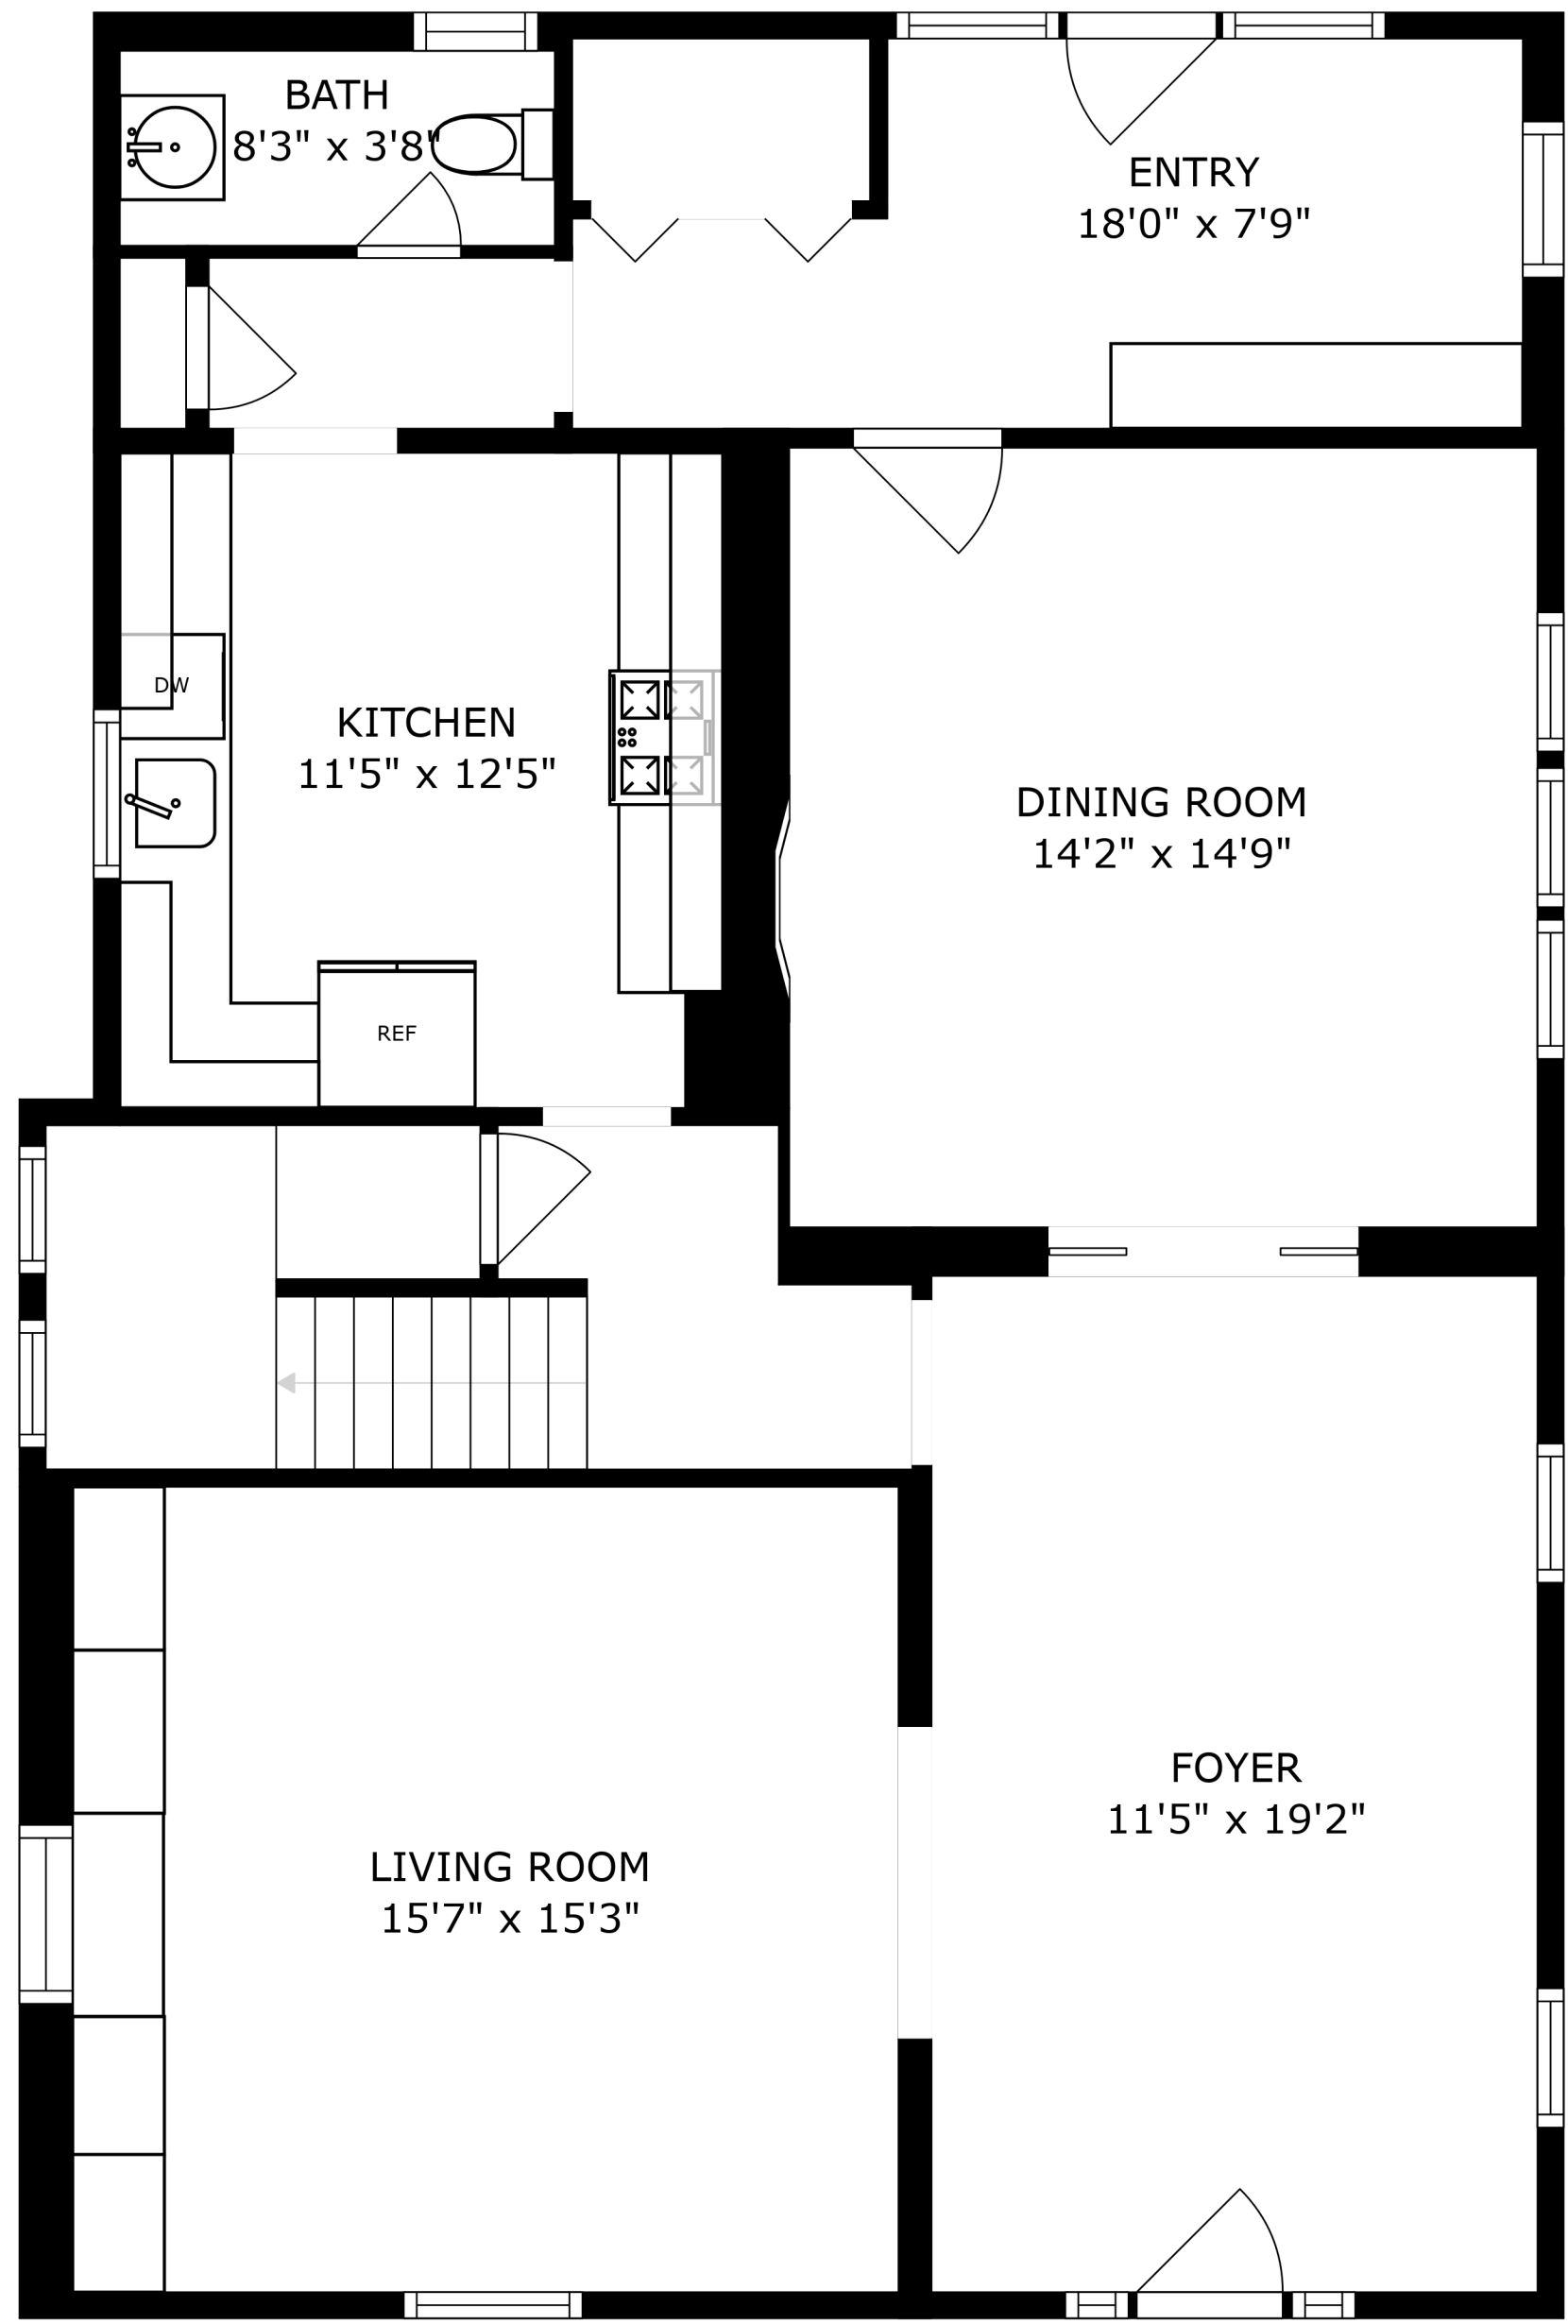 BATH
8'3" x 3'8"
ENTRY
18'0" x 7'9"
DW
KITCHEN
11'5" x 12'5"
DINING ROOM
14'2" x 14'9"
REF
FOYER
11'5" x 19'2"
LIVING ROOM
15'7" x 15'3"